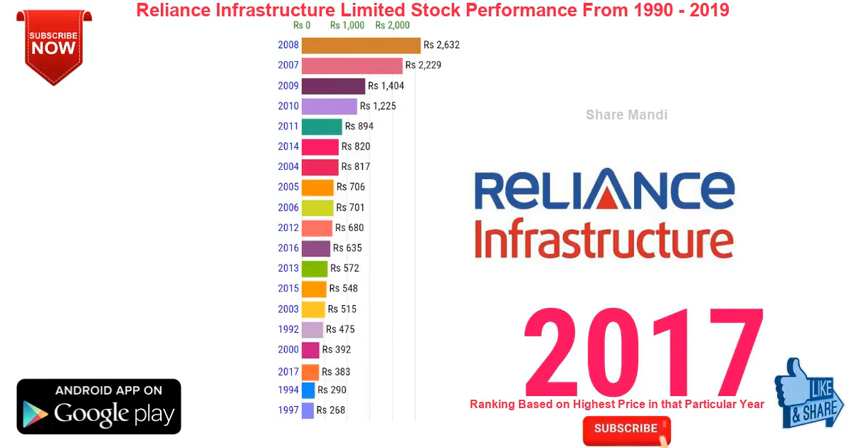 Reliance Infrastructure Limited Stock Performance From 1990 - 2019
SUBSCRIBE
NOW
Rs 0 Rs 1,000 Rs 2,000
2008 Rs 2,632
2007 Rs 2,229
2009 Rs 1,404
2010 Rs 1,225
2011 Rs 894
2014 Rs 820
2004 Rs 817
2005 Rs 706
2006 Rs 701
2012 Rs 680
2016 Rs 635
2013 Rs 572
2015 Rs 548
2003 Rs 515
1992 Rs 475
2000 Rs 392
2017 Rs 383
1994 Rs 290
1997 Rs 268
Share Mandi
RELIANCE
Infrastructure
2017
Ranking Based on Highest Price in that Particular Year
SUBSCRIBE
LIKE
& SHARE
ANDROID APP ON
Google play